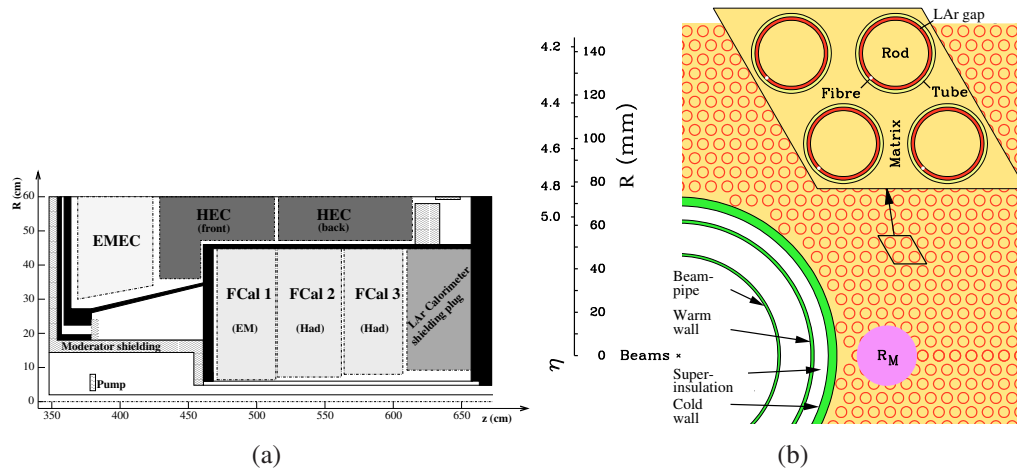 R (cm)
60
50
40
30
20
10
0
350
400
450
500
550
600
650
z (cm)
EMEC
HEC
(front)
HEC
(back)
FCal 1
(EM)
FCal 2
(Had)
FCal 3
(Had)
LAr Calorimeter
shielding plug
Moderator shielding
Pump
(a)
η
4.2
4.4
4.6
4.8
5.0
R (mm)
140
120
100
80
60
40
20
0
LAr gap
Rod
Fibre
Tube
Matrix
Beam-
pipe
Warm
wall
Beams ×
Super-
insulation
Cold
wall
R_M
(b)